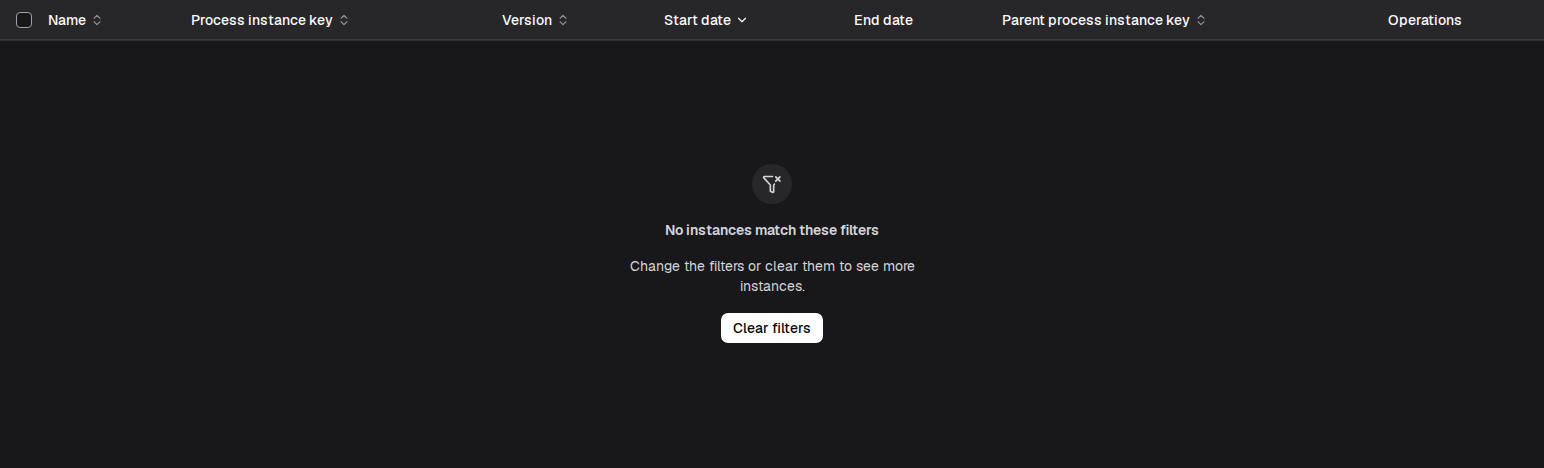 Name Process instance key Version Start date End date Parent process instance key Operations
No instances match these filters
Change the filters or clear them to see more
instances.
Clear filters